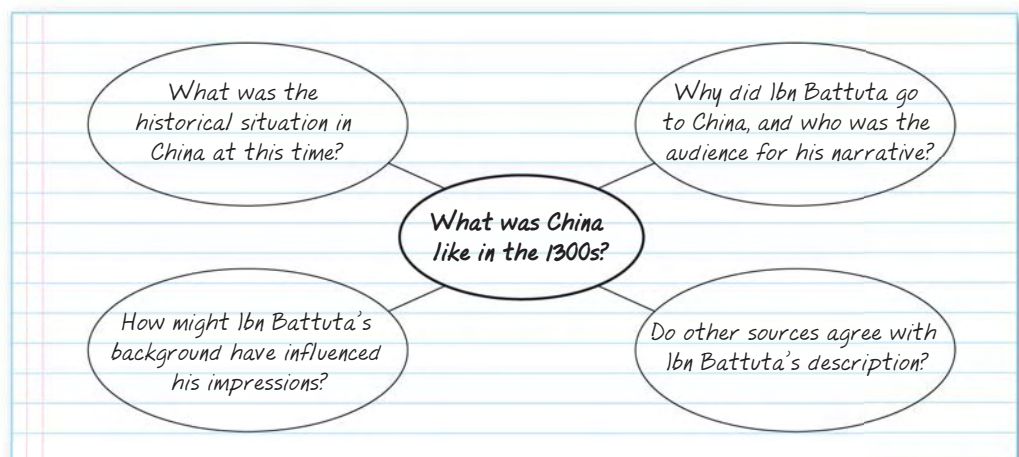 What was the
historical situation in
China at this time?
Why did Ibn Battuta go
to China, and who was the
audience for his narrative?
What was China
like in the 1300s?
How might Ibn Battuta's
background have influenced
his impressions?
Do other sources agree with
Ibn Battuta's description?